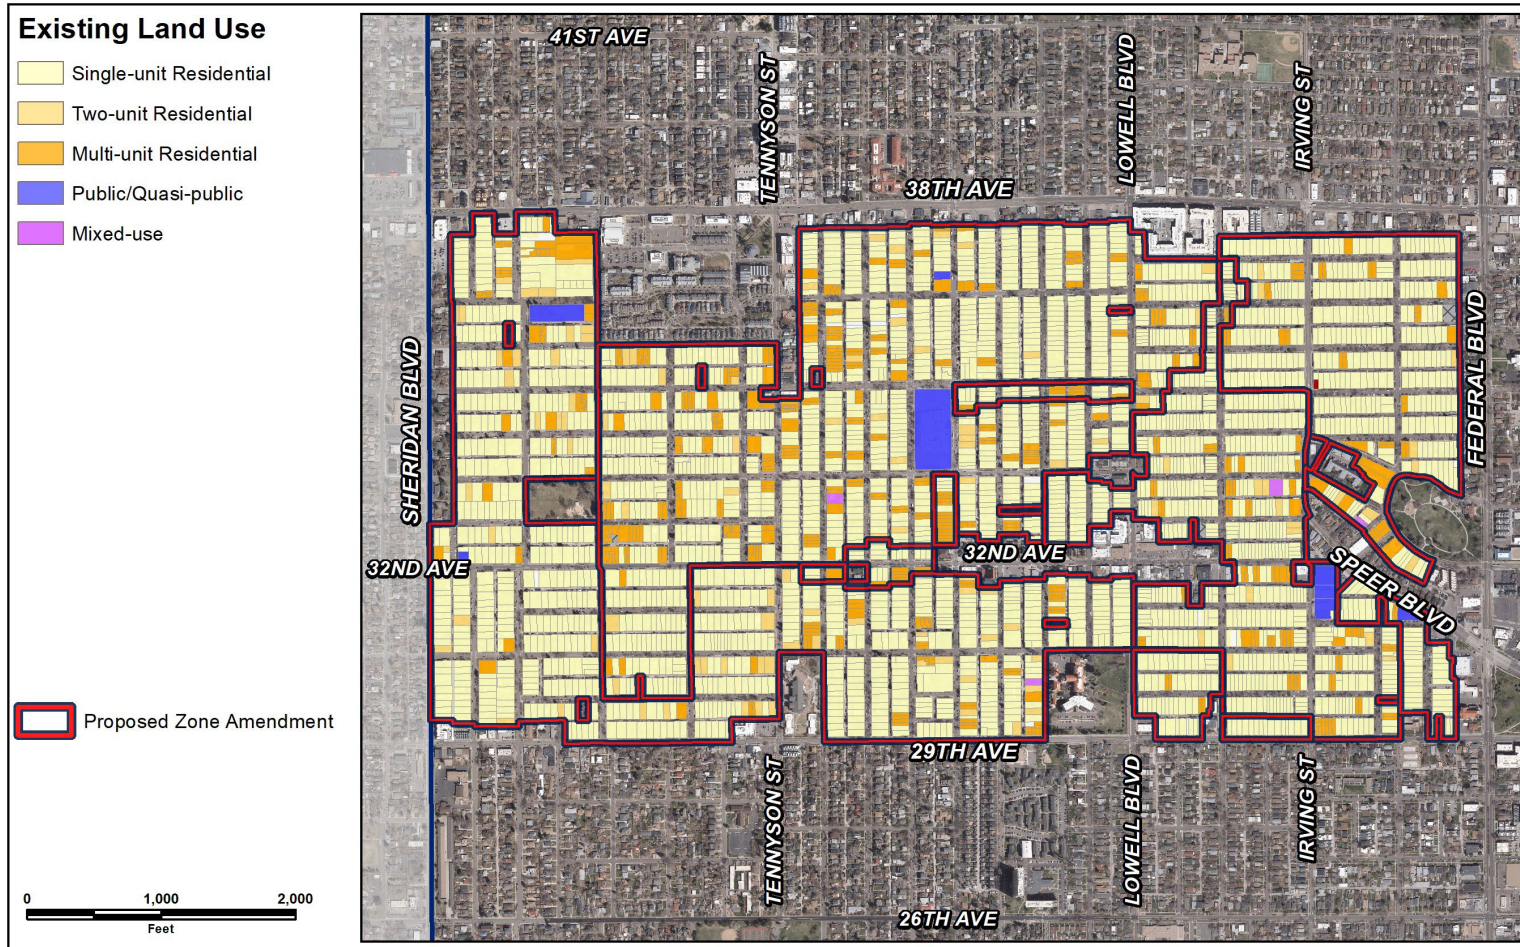 Existing Land Use
Single-unit Residential
Two-unit Residential
Multi-unit Residential
Public/Quasi-public
Mixed-use
Proposed Zone Amendment
0 1,000 2,000
Feet
41ST AVE
TENNYSON ST
LOWELL BLVD
IRVING ST
38TH AVE
SHERIDAN BLVD
FEDERAL BLVD
32ND AVE
32ND AVE
SPEER BLVD
29TH AVE
TENNYSON ST
LOWELL BLVD
IRVING ST
26TH AVE